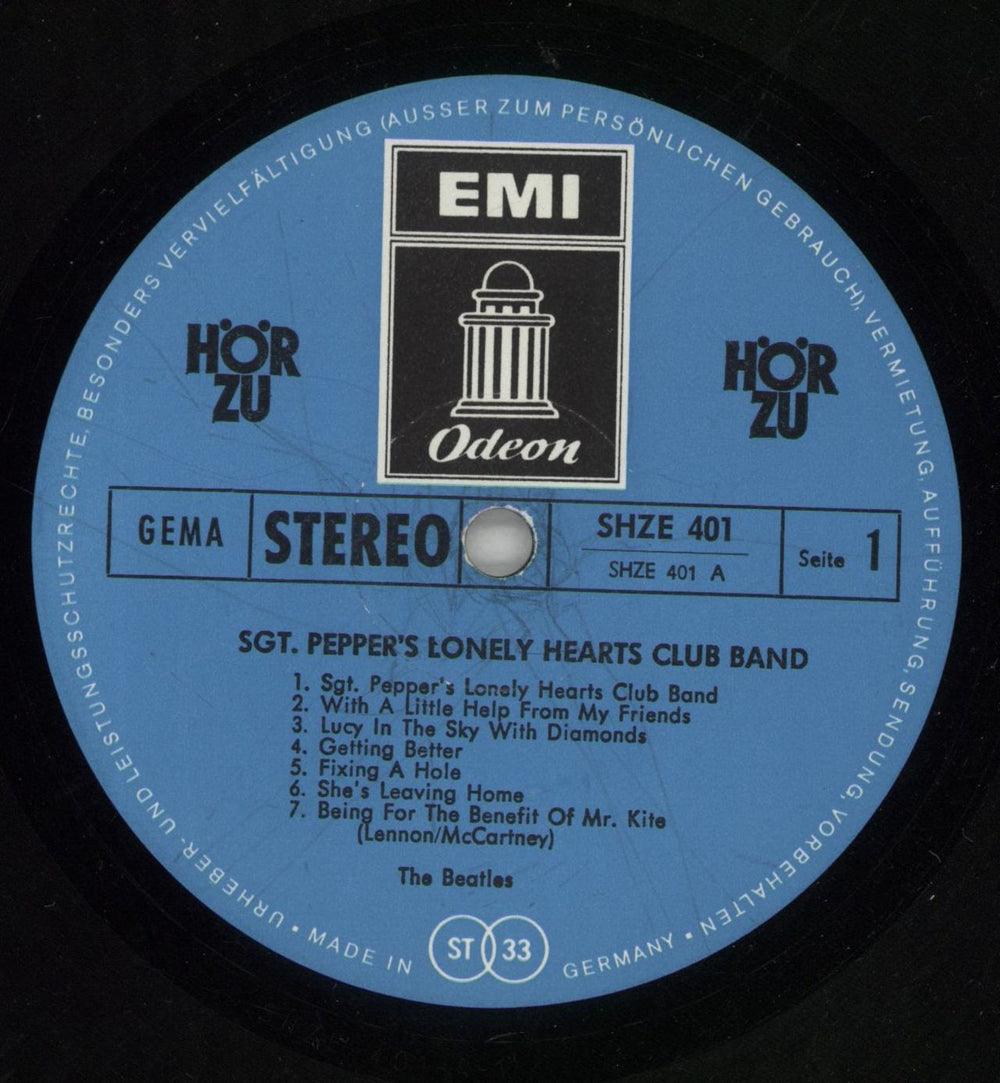 URHEBER- UND LEISTUNGSSCHUTZRECHTE, BESONDERS VERVIELFÄLTIGUNG (AUSSER ZUM PERSÖNLICHEN GEBRAUCH), VERMIETUNG, AUFFÜHRUNG, SENDUNG, VORBEHALTEN •
EMI
Odeon
HÖR
ZU
HÖR
ZU
GEMA STEREO SHZE 401
SHZE 401 A
Seite 1
SGT. PEPPER'S LONELY HEARTS CLUB BAND
1. Sgt. Pepper's Lonely Hearts Club Band
2. With A Little Help From My Friends
3. Lucy In The Sky With Diamonds
4. Getting Better
5. Fixing A Hole
6. She's Leaving Home
7. Being For The Benefit Of Mr. Kite
(Lennon/McCartney)
The Beatles
• MADE IN ST 33 GERMANY